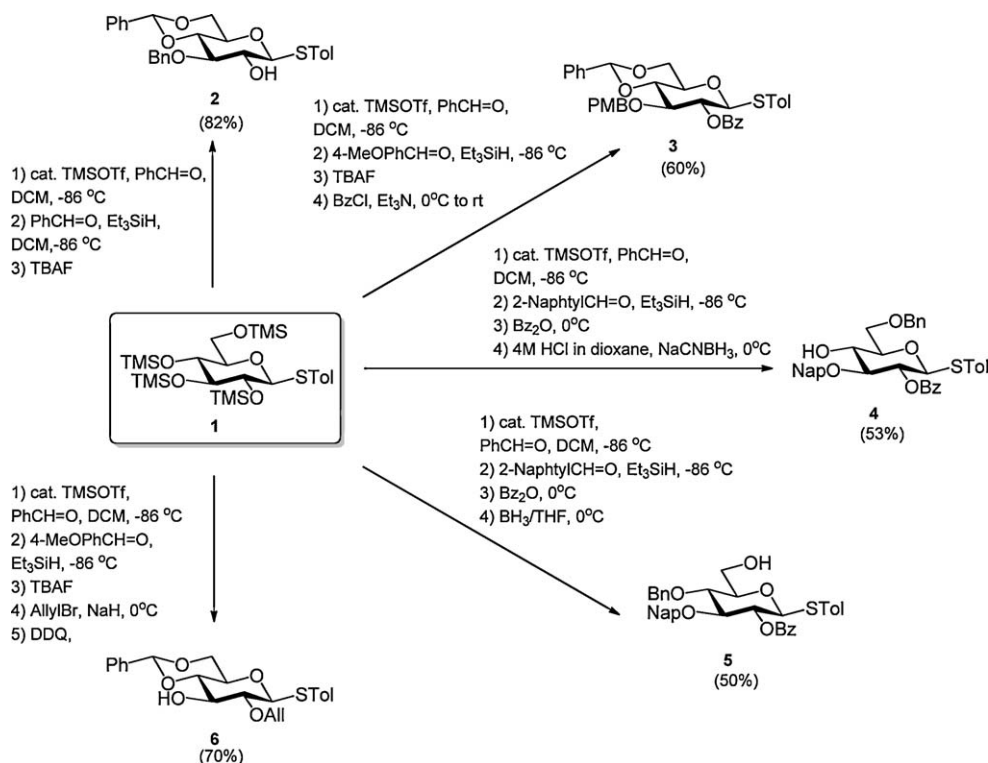 Ph
O
O
O
BnO
STol
OH
2
(82%)
1) cat. TMSOTf, PhCH=O,
DCM, -86 °C
2) PhCH=O, Et3SiH,
DCM,-86 °C
3) TBAF
1) cat. TMSOTf, PhCH=O,
DCM, -86 °C
2) 4-MeOPhCH=O, Et3SiH, -86 °C
3) TBAF
4) BzCl, Et3N, 0°C to rt
Ph
O
O
O
PMBO
STol
OBz
3
(60%)
1) cat. TMSOTf, PhCH=O,
DCM, -86 °C
2) 2-NaphtylCH=O, Et3SiH, -86 °C
3) Bz2O, 0°C
4) 4M HCl in dioxane, NaCNBH3, 0°C
OTMS
TMSO
O
TMSO
STol
TMSO
1
OBn
HO
O
NapO
STol
OBz
4
(53%)
1) cat. TMSOTf,
PhCH=O, DCM, -86 °C
2) 2-NaphtylCH=O, Et3SiH, -86 °C
3) Bz2O, 0°C
4) BH3/THF, 0°C
1) cat. TMSOTf,
PhCH=O, DCM, -86 °C
2) 4-MeOPhCH=O,
Et3SiH, -86 °C
3) TBAF
4) AllylBr, NaH, 0°C
5) DDQ,
OH
BnO
O
NapO
STol
OBz
5
(50%)
Ph
O
O
O
HO
STol
OAll
6
(70%)